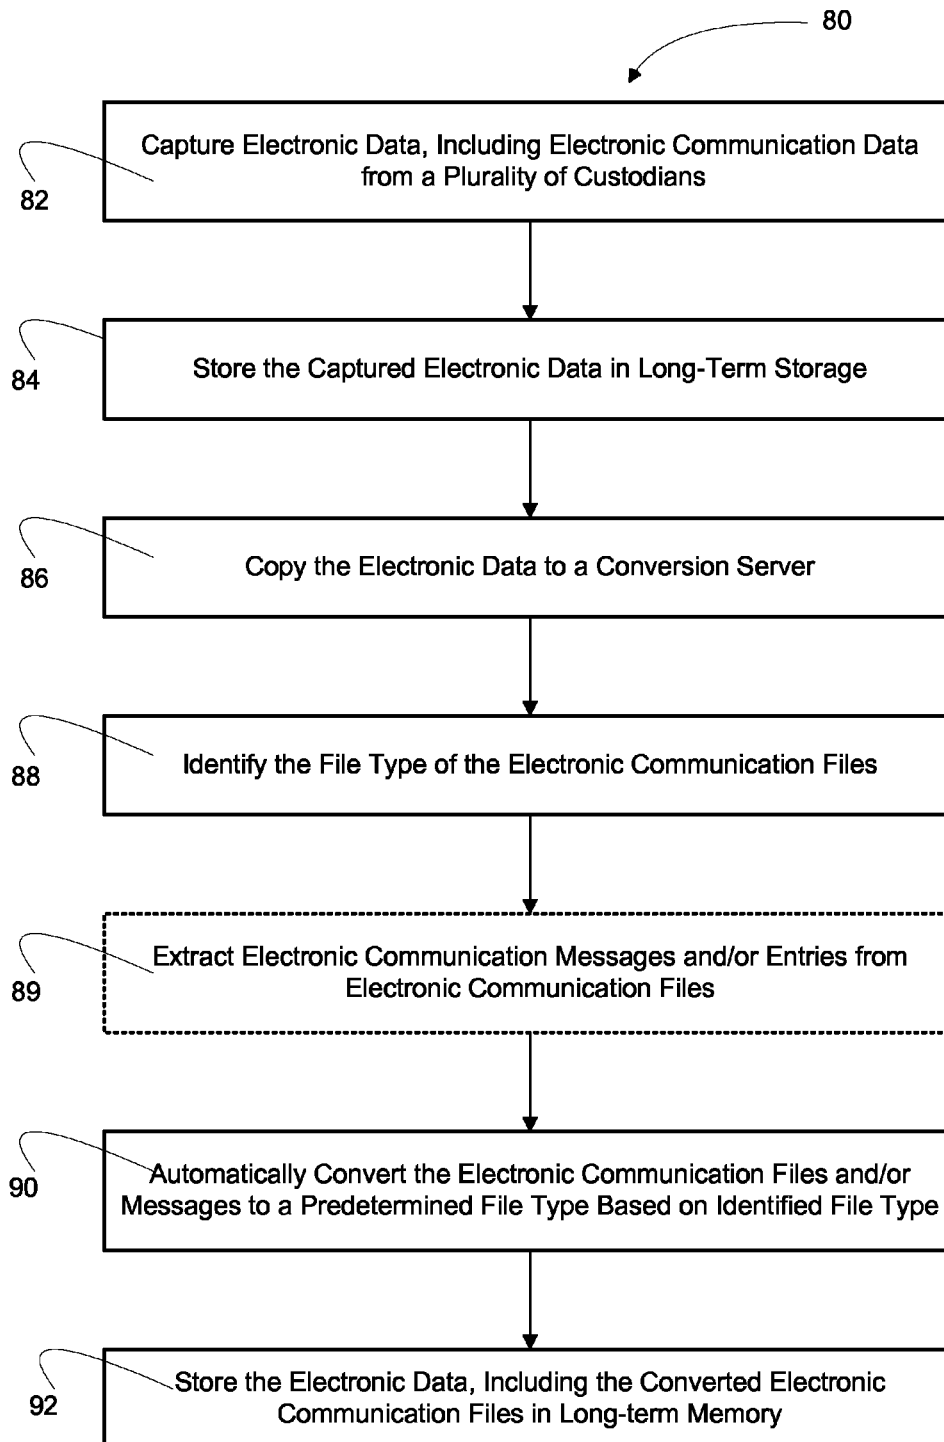 80
Capture Electronic Data, Including Electronic Communication Data
from a Plurality of Custodians
82
Store the Captured Electronic Data in Long-Term Storage
84
Copy the Electronic Data to a Conversion Server
86
Identify the File Type of the Electronic Communication Files
88
Extract Electronic Communication Messages and/or Entries from
Electronic Communication Files
89
Automatically Convert the Electronic Communication Files and/or
Messages to a Predetermined File Type Based on Identified File Type
90
Store the Electronic Data, Including the Converted Electronic
Communication Files in Long-term Memory
92